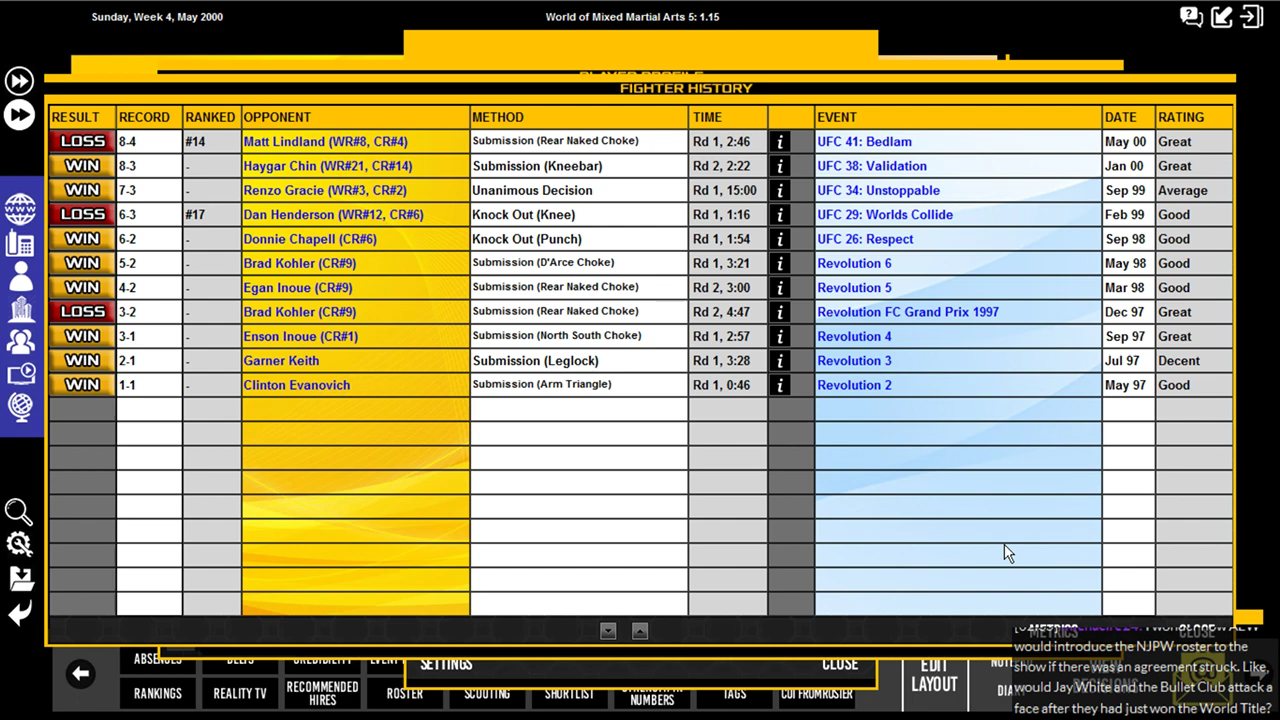 Sunday, Week 4, May 2000
World of Mixed Martial Arts 5: 1.15
FIGHTER HISTORY
RESULT RECORD RANKED OPPONENT METHOD TIME EVENT DATE RATING
LOSS 8-4 #14 Matt Lindland (WR#8, CR#4) Submission (Rear Naked Choke) Rd 1, 2:46 i UFC 41: Bedlam May 00 Great
WIN 8-3 - Haygar Chin (WR#21, CR#14) Submission (Kneebar) Rd 2, 2:22 i UFC 38: Validation Jan 00 Great
WIN 7-3 - Renzo Gracie (WR#3, CR#2) Unanimous Decision Rd 1, 15:00 i UFC 34: Unstoppable Sep 99 Average
LOSS 6-3 #17 Dan Henderson (WR#12, CR#6) Knock Out (Knee) Rd 1, 1:16 i UFC 29: Worlds Collide Feb 99 Good
WIN 6-2 - Donnie Chapell (CR#6) Knock Out (Punch) Rd 1, 1:54 i UFC 26: Respect Sep 98 Good
WIN 5-2 - Brad Kohler (CR#9) Submission (D'Arce Choke) Rd 1, 3:21 i Revolution 6 May 98 Good
WIN 4-2 - Egan Inoue (CR#9) Submission (Rear Naked Choke) Rd 2, 3:00 i Revolution 5 Mar 98 Good
LOSS 3-2 - Brad Kohler (CR#9) Submission (Rear Naked Choke) Rd 2, 4:47 i Revolution FC Grand Prix 1997 Dec 97 Great
WIN 3-1 - Enson Inoue (CR#1) Submission (North South Choke) Rd 1, 2:57 i Revolution 4 Sep 97 Great
WIN 2-1 - Garner Keith Submission (Leglock) Rd 1, 3:28 i Revolution 3 Jul 97 Decent
WIN 1-1 - Clinton Evanovich Submission (Arm Triangle) Rd 1, 0:46 i Revolution 2 May 97 Good
METRICS CLOSE
would introduce the NJPW roster to the
show if there was an agreement struck. Like,
would Jay White and the Bullet Club attack a
face after they had just won the World Title?
ABSENCES BELTS CREDIBILITY SETTINGS CLOSE EDIT LAYOUT
RANKINGS REALITY TV RECOMMENDED HIRES ROSTER SCOUTING SHORTLIST NUMBERS TAGS